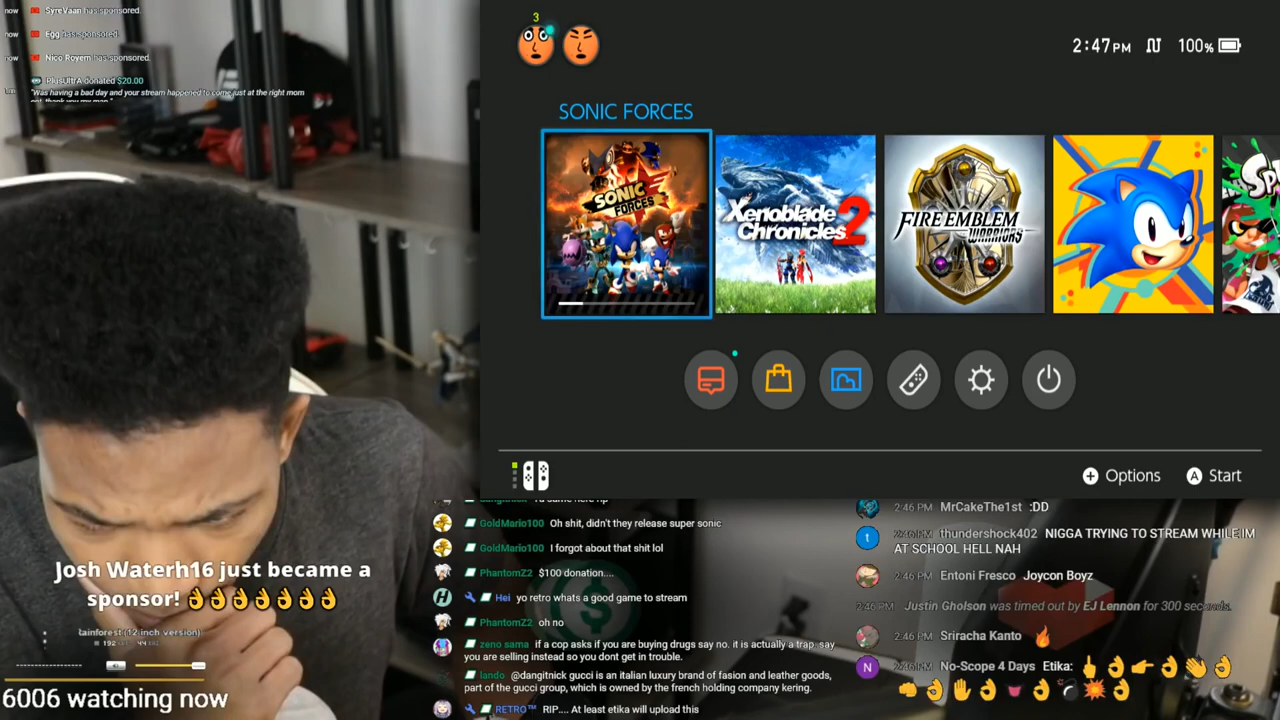 now SyreVaan has sponsored.
now Egg has sponsored.
now Nico Royem has sponsored.
PlusUltrA donated $20.00
"Was having a bad day and your stream happened to come just at the right mom
Josh Waterh16 just became a
sponsor! 👌👌👌👌👌👌👌
tainforest (12 inch version)
6006 watching now
3
2:47PM 100%
SONIC FORCES
SONIC
FORCES
Xenoblade
Chronicles 2
FIRE EMBLEM
WARRIORS
Options Start
GoldMario100 Oh shit, didn't they release super sonic
GoldMario100 I forgot about that shit lol
PhantomZ2 $100 donation....
Hei yo retro whats a good game to stream
PhantomZ2 oh no
zeno sama if a cop asks if you are buying drugs say no. it is actually a trap. say
you are selling instead so you dont get in trouble.
lando @dangitnick gucci is an italian luxury brand of fasion and leather goods,
part of the gucci group, which is owned by the french holding company kering.
RETRO™ RIP.... At least etika will upload this
MrCakeThe1st :DD
2:46 PM thundershock402 NIGGA TRYING TO STREAM WHILE IM
AT SCHOOL HELL NAH
2:46 PM Entoni Fresco Joycon Boyz
2:46 PM Justin Gholson was timed out by EJ Lennon for 300 seconds.
2:46 PM Sriracha Kanto 🔥
2:46 PM No-Scope 4 Days Etika: 👆👌👉👌👏👌
👊👌✋👌👅👌💣💥👌